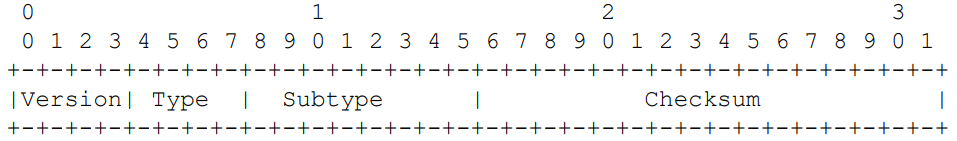 0                   1                   2                   3
 0 1 2 3 4 5 6 7 8 9 0 1 2 3 4 5 6 7 8 9 0 1 2 3 4 5 6 7 8 9 0 1
+-+-+-+-+-+-+-+-+-+-+-+-+-+-+-+-+-+-+-+-+-+-+-+-+-+-+-+-+-+-+-+-+
|Version| Type  |  Subtype      |           Checksum            |
+-+-+-+-+-+-+-+-+-+-+-+-+-+-+-+-+-+-+-+-+-+-+-+-+-+-+-+-+-+-+-+-+